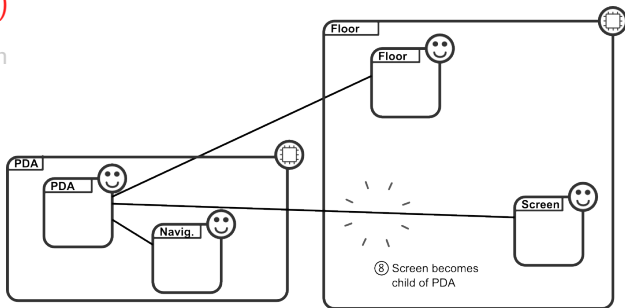 Floor
Floor
PDA
PDA
Navig.
Screen
⑧ Screen becomes
child of PDA